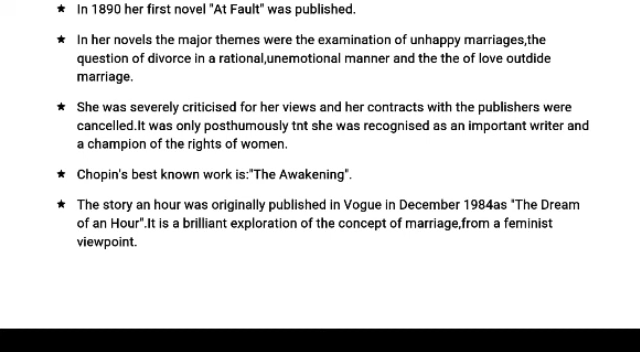 ★ In 1890 her first novel "At Fault" was published.
★ In her novels the major themes were the examination of unhappy marriages,the
question of divorce in a rational,unemotional manner and the the of love outdide
marriage.
★ She was severely criticised for her views and her contracts with the publishers were
cancelled.It was only posthumously tnt she was recognised as an important writer and
a champion of the rights of women.
★ Chopin's best known work is:"The Awakening".
★ The story an hour was originally published in Vogue in December 1984as "The Dream
of an Hour".It is a brilliant exploration of the concept of marriage,from a feminist
viewpoint.